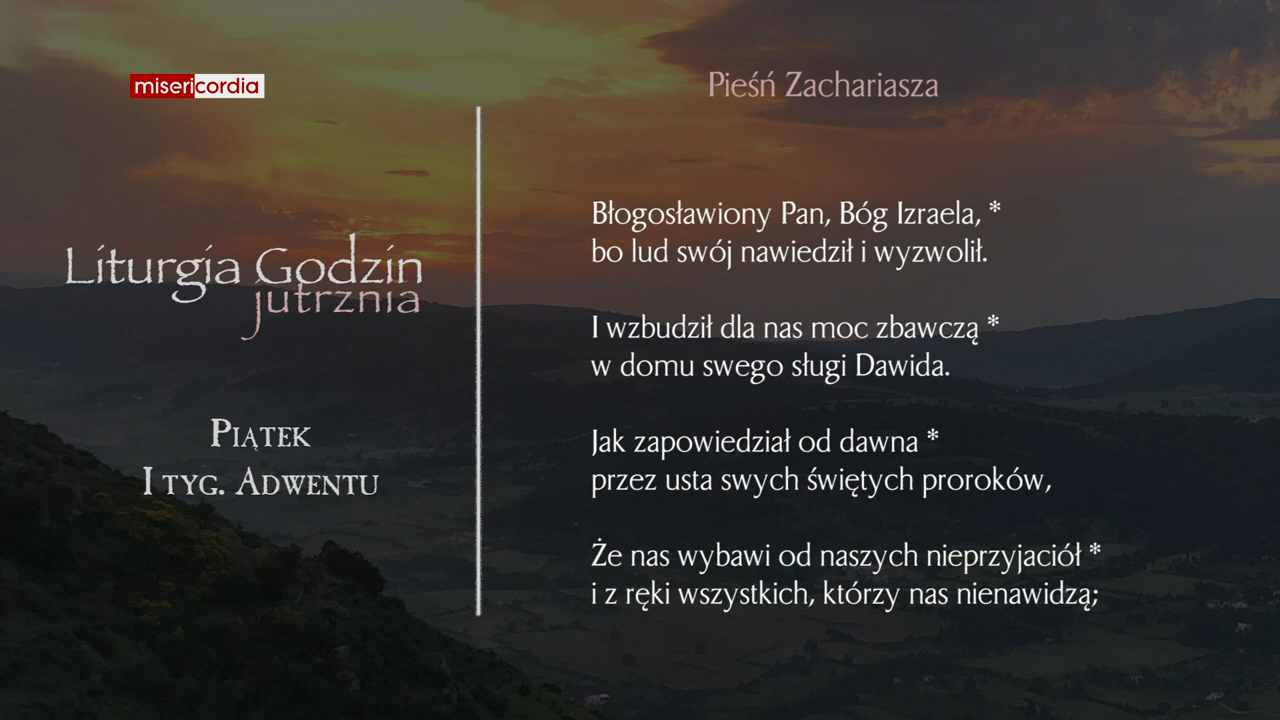 misericordia
Liturgia Godzin
jutrznia
Piątek
I tyg. Adwentu
Pieśń Zachariasza
Błogosławiony Pan, Bóg Izraela, *
bo lud swój nawiedził i wyzwolił.
I wzbudził dla nas moc zbawczą *
w domu swego sługi Dawida.
Jak zapowiedział od dawna *
przez usta swych świętych proroków,
Że nas wybawi od naszych nieprzyjaciół *
i z ręki wszystkich, którzy nas nienawidzą;